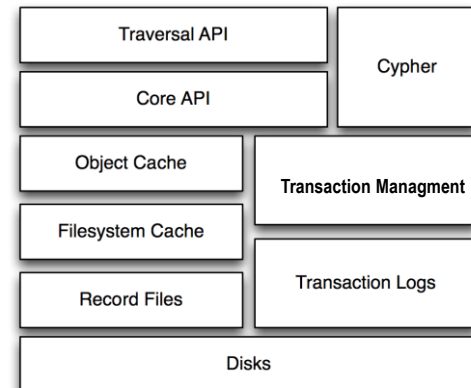 Traversal API
Cypher
Core API
Object Cache
Transaction Managment
Filesystem Cache
Transaction Logs
Record Files
Disks